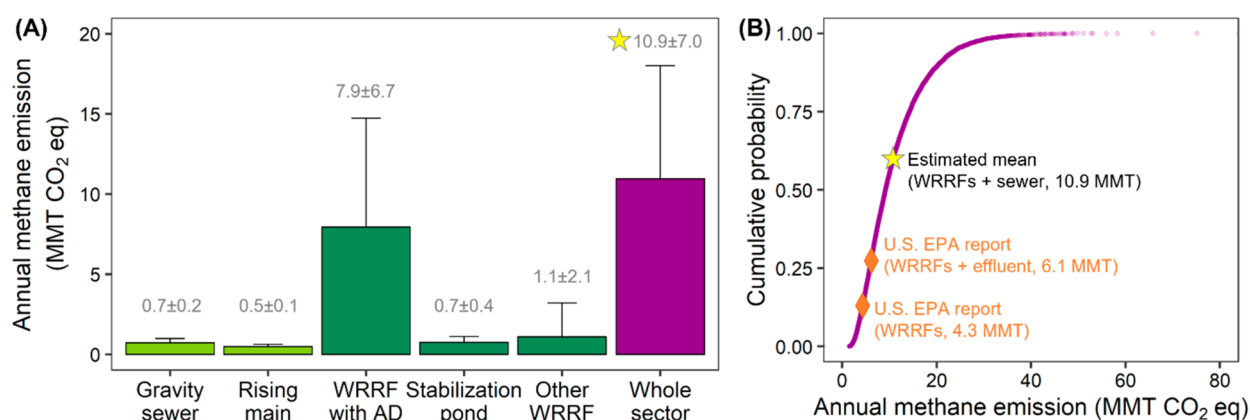 (A)
Annual methane emission
(MMT CO₂ eq)
20
15
10
5
0
0.7±0.2
0.5±0.1
7.9±6.7
0.7±0.4
1.1±2.1
10.9±7.0
Gravity
sewer
Rising
main
WRRF
with AD
Stabilization
pond
Other
WRRF
Whole
sector
(B)
Cumulative probability
1.00
0.75
0.50
0.25
0.00
Estimated mean
(WRRFs + sewer, 10.9 MMT)
U.S. EPA report
(WRRFs + effluent, 6.1 MMT)
U.S. EPA report
(WRRFs, 4.3 MMT)
0
20
40
60
80
Annual methane emission (MMT CO₂ eq)